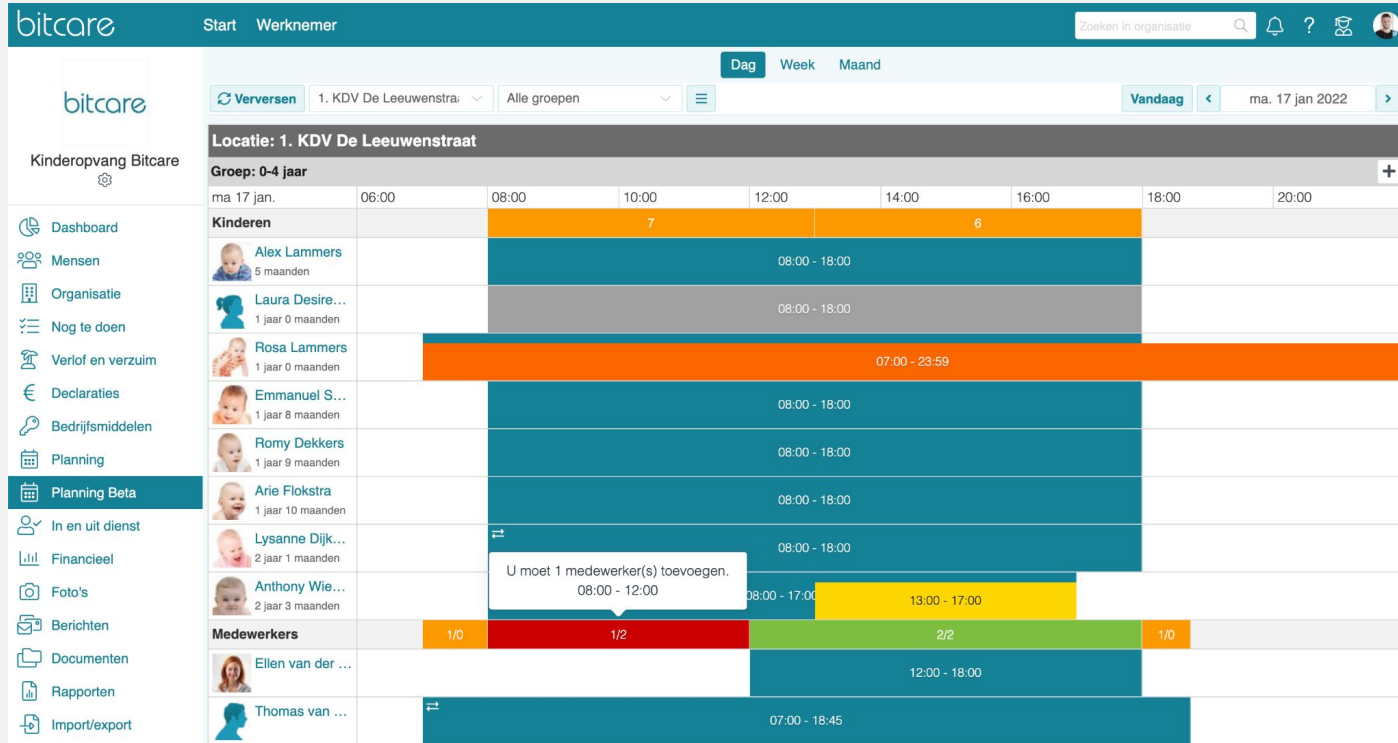 bitcare
Start Werknemer
Zoeken in organisatie
?
bitcare
Kinderopvang Bitcare
Dashboard
Mensen
Organisatie
Nog te doen
Verlof en verzuim
€ Declaraties
Bedrijfsmiddelen
Planning
Planning Beta
In en uit dienst
Financieel
Foto's
Berichten
Documenten
Rapporten
Import/export
Dag Week Maand
Verversen 1. KDV De Leeuwenstra Alle groepen Vandaag ma. 17 jan 2022
Locatie: 1. KDV De Leeuwenstraat
Groep: 0-4 jaar
ma 17 jan. 06:00 08:00 10:00 12:00 14:00 16:00 18:00 20:00
Kinderen 7 6
Alex Lammers
5 maanden
08:00 - 18:00
Laura Desire...
1 jaar 0 maanden
08:00 - 18:00
Rosa Lammers
1 jaar 0 maanden
07:00 - 23:59
Emmanuel S...
1 jaar 8 maanden
08:00 - 18:00
Romy Dekkers
1 jaar 9 maanden
08:00 - 18:00
Arie Flokstra
1 jaar 10 maanden
08:00 - 18:00
Lysanne Dijk...
2 jaar 1 maanden
08:00 - 18:00
U moet 1 medewerker(s) toevoegen.
08:00 - 12:00
Anthony Wie...
2 jaar 3 maanden
08:00 - 17:00
13:00 - 17:00
Medewerkers 1/0 1/2 2/2 1/0
Ellen van der ...
12:00 - 18:00
Thomas van ...
07:00 - 18:45